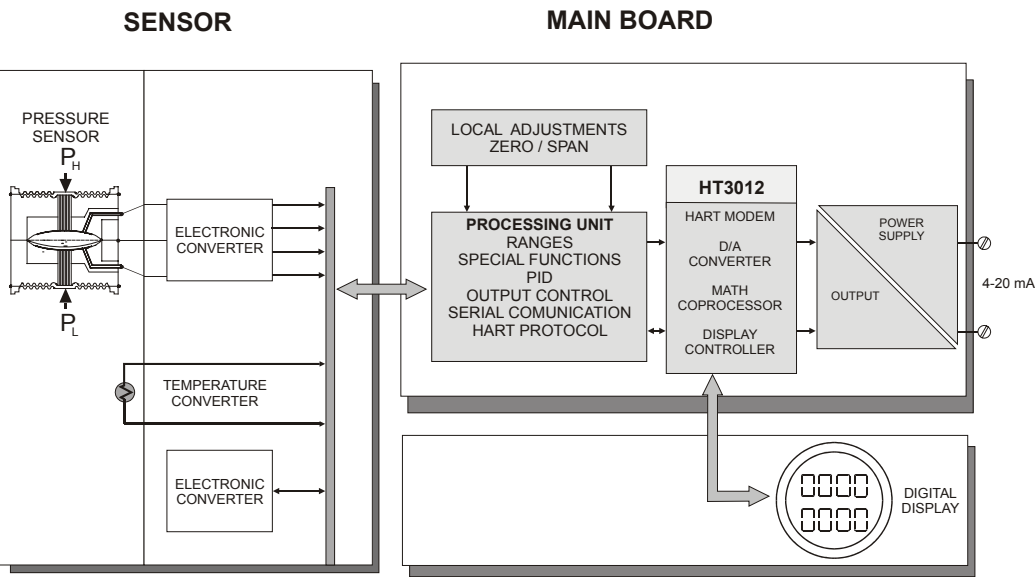 SENSOR
MAIN BOARD
PRESSURE
SENSOR
PH
PL
ELECTRONIC
CONVERTER
TEMPERATURE
CONVERTER
ELECTRONIC
CONVERTER
LOCAL ADJUSTMENTS
ZERO / SPAN
PROCESSING UNIT
RANGES
SPECIAL FUNCTIONS
PID
OUTPUT CONTROL
SERIAL COMUNICATION
HART PROTOCOL
HT3012
HART MODEM
D/A
CONVERTER
MATH
COPROCESSOR
DISPLAY
CONTROLLER
POWER
SUPPLY
OUTPUT
4-20 mA
0000
0000
DIGITAL
DISPLAY